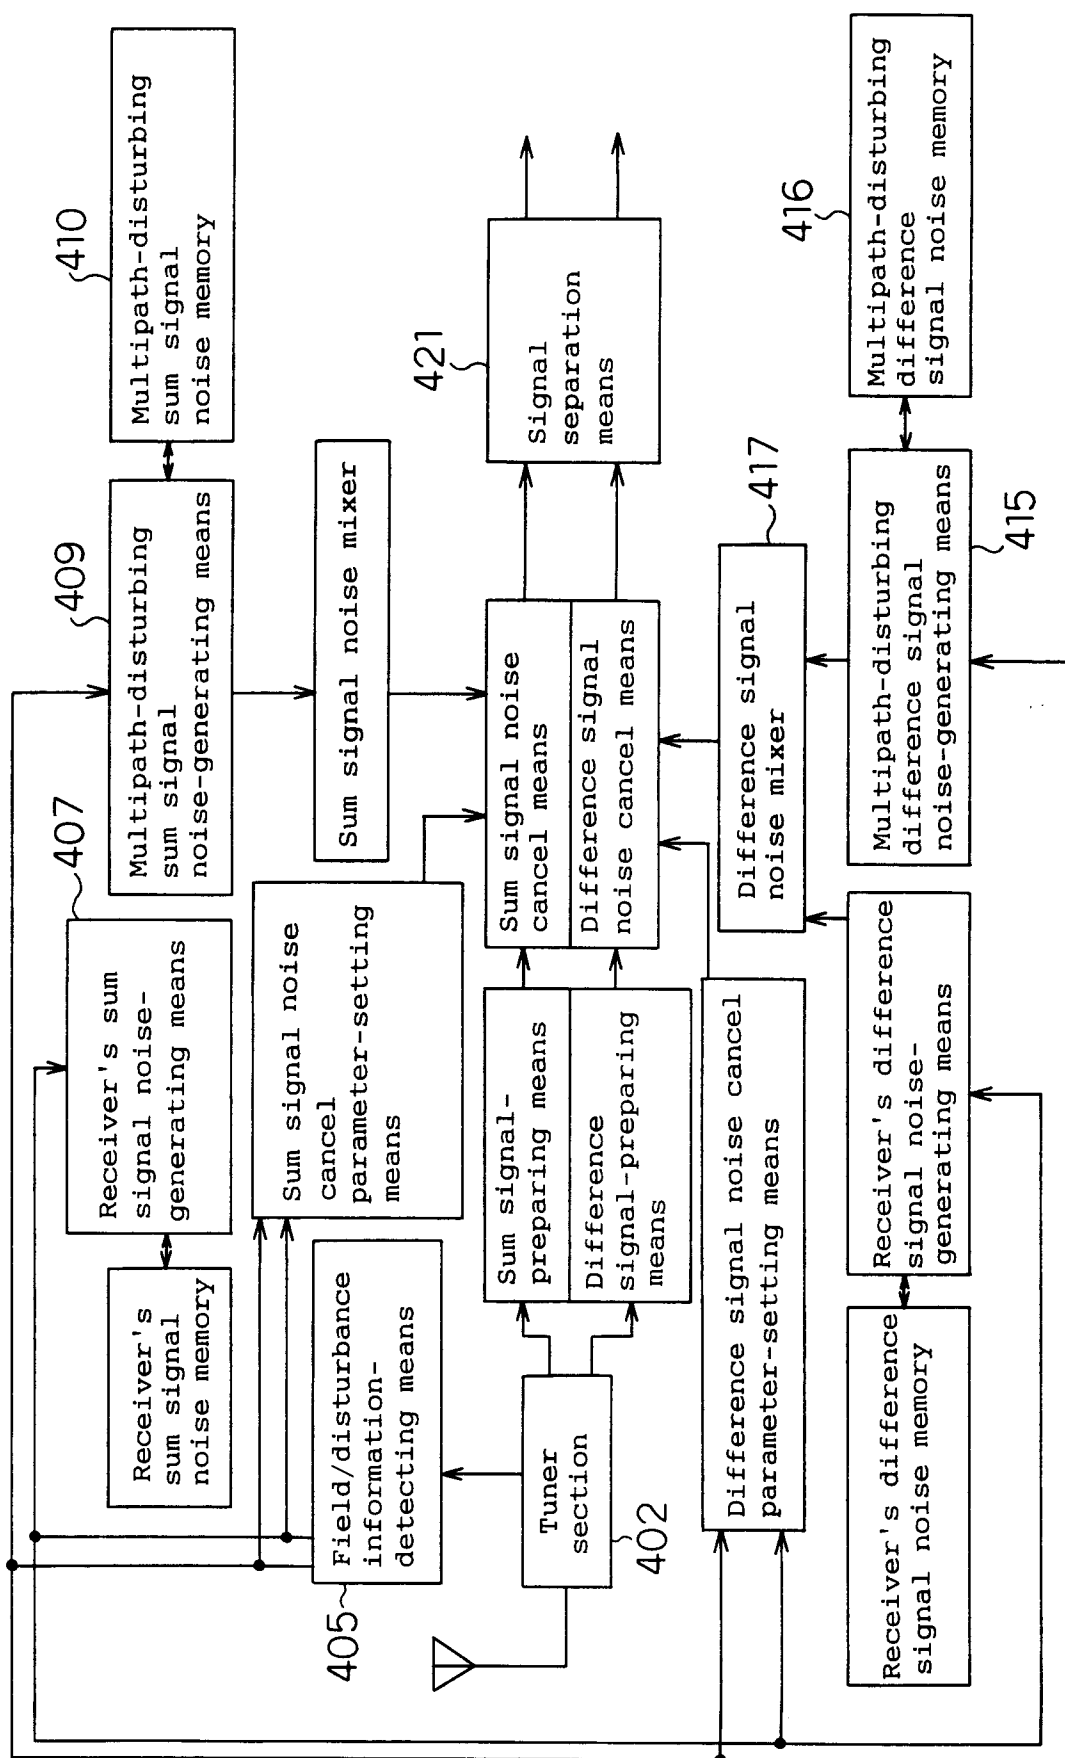 Receiver's
sum signal
noise memory
Receiver's sum
signal noise-
generating means
407
Multipath-disturbing
sum signal
noise-generating means
409
Multipath-disturbing
sum signal
noise memory
410
Field/disturbance
information-
detecting means
405
Sum signal noise
cancel
parameter-setting
means
Sum signal noise mixer
Tuner
section
402
Sum signal-
preparing means
Difference
signal-preparing
means
Sum signal noise
cancel means
Difference signal
noise cancel means
Signal
separation
means
421
Difference signal noise cancel
parameter-setting means
Difference signal
noise mixer
417
Receiver's difference
signal noise memory
Receiver's difference
signal noise-
generating means
Multipath-disturbing
difference signal
noise-generating means
415
Multipath-disturbing
difference
signal noise memory
416